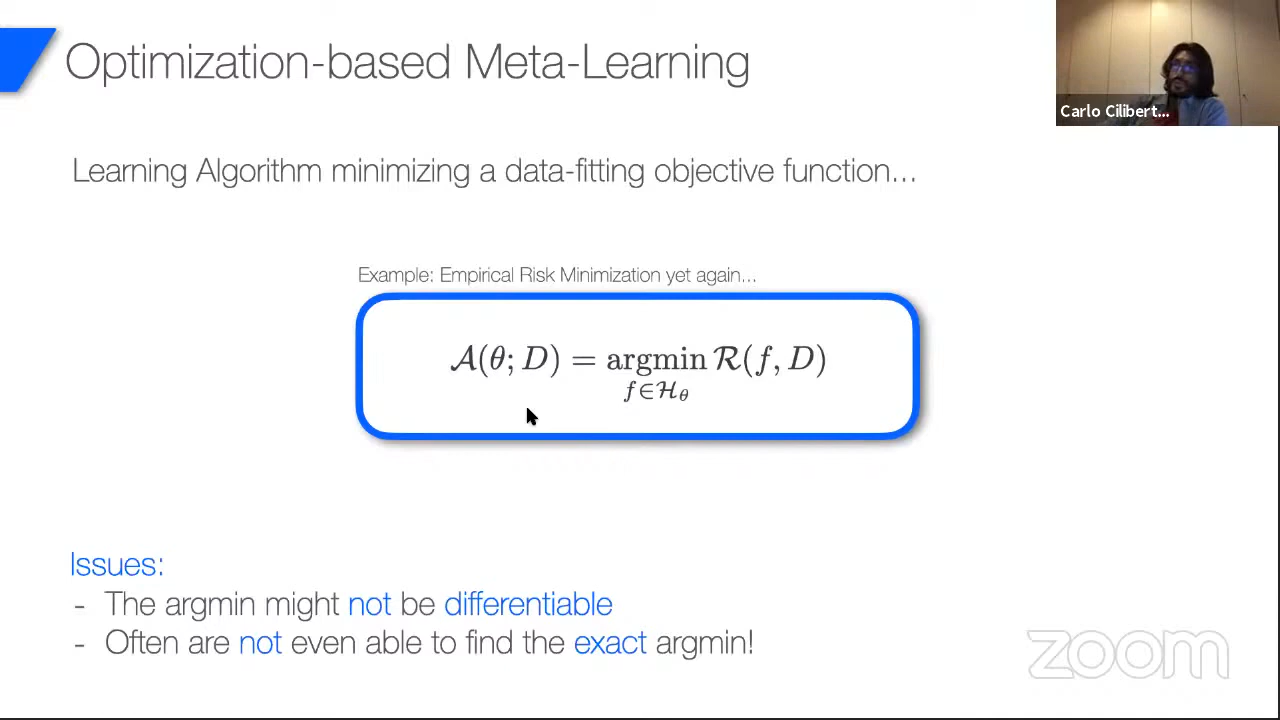 Optimization-based Meta-Learning
Carlo Cilibert...
Learning Algorithm minimizing a data-fitting objective function...
Example: Empirical Risk Minimization yet again...
𝒜(θ; D) = argmin ℛ(f, D)
f∈ℋ_θ
Issues:
- The argmin might not be differentiable
- Often are not even able to find the exact argmin!
zoom